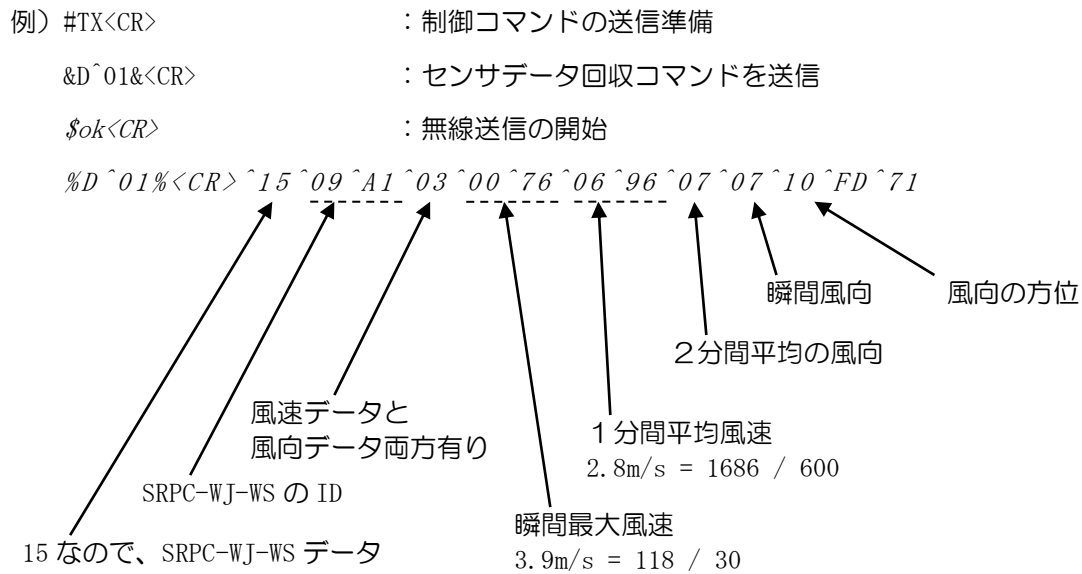 例）#TX<CR> ：制御コマンドの送信準備
&D^01&<CR> ：センサデータ回収コマンドを送信
$ok<CR> ：無線送信の開始
%D^01%<CR>^15^09^A1^03^00^76^06^96^07^07^10^FD^71
瞬間風向 風向の方位
２分間平均の風向
風速データと
風向データ両方有り
１分間平均風速
2.8m/s = 1686 / 600
SRPC-WJ-WS の ID
瞬間最大風速
3.9m/s = 118 / 30
15 なので、SRPC-WJ-WS データ